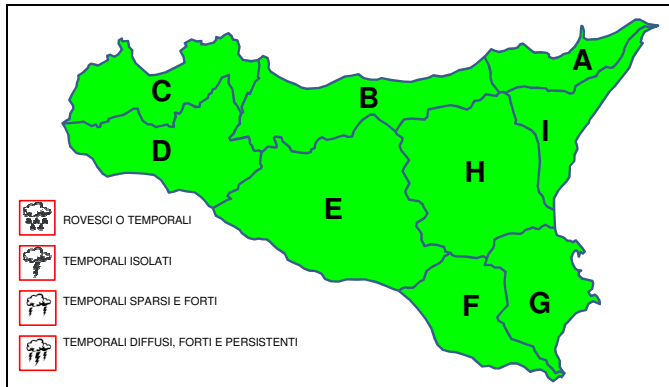 A
C
B
I
D
H
E
ROVESCI O TEMPORALI
TEMPORALI ISOLATI
F
G
TEMPORALI SPARSI E FORTI
TEMPORALI DIFFUSI, FORTI E PERSISTENTI